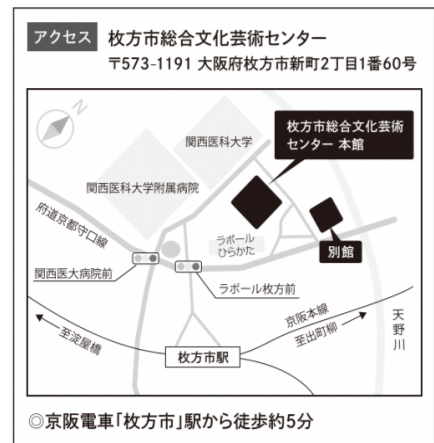 アクセス 枚方市総合文化芸術センター
〒573-1191 大阪府枚方市新町2丁目1番60号
N
枚方市総合文化芸術
センター 本館
関西医科大学
関西医科大学附属病院
府道京都守口線
ラポール
ひらかた
別館
関西医大病院前
ラポール枚方前
京阪本線
至出町柳
天野川
至淀屋橋
枚方市駅
◎京阪電車「枚方市」駅から徒歩約5分